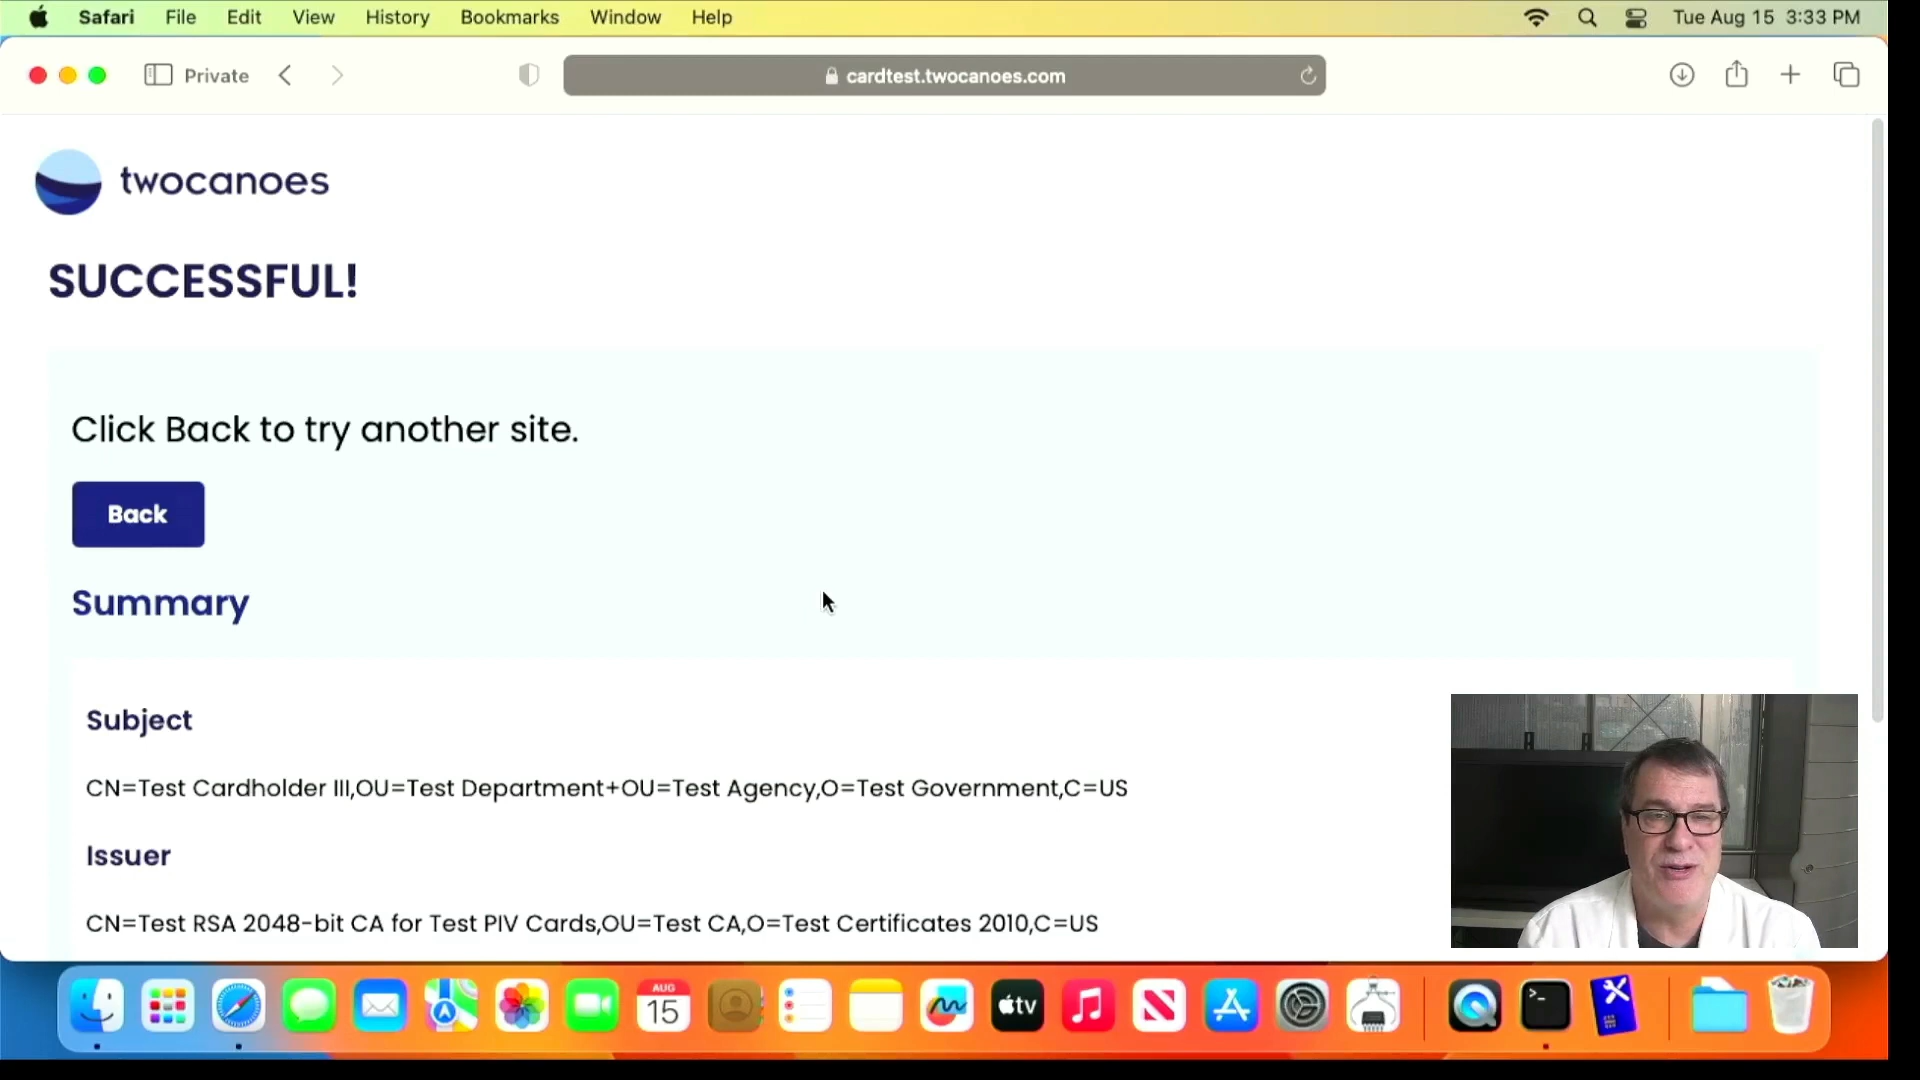 Safari File Edit View History Bookmarks Window Help Tue Aug 15 3:33 PM
Private cardtest.twocanoes.com
twocanoes
SUCCESSFUL!
Click Back to try another site.
Back
Summary
Subject
CN=Test Cardholder III,OU=Test Department+OU=Test Agency,O=Test Government,C=US
Issuer
CN=Test RSA 2048-bit CA for Test PIV Cards,OU=Test CA,O=Test Certificates 2010,C=US
AUG
15
tv
>_